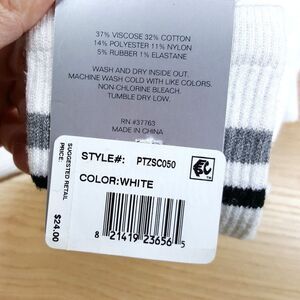 37% VISCOSE 32% COTTON
14% POLYESTER 11% NYLON
5% RUBBER 1% ELASTANE
WASH AND DRY INSIDE OUT.
MACHINE WASH COLD WITH LIKE COLORS.
NON-CHLORINE BLEACH.
TUMBLE DRY LOW.
RN #37763
MADE IN CHINA
STYLE#: PTZSC050
COLOR:WHITE
SUGGESTED RETAIL
PRICE:
$24.00
8 21419 23656 5